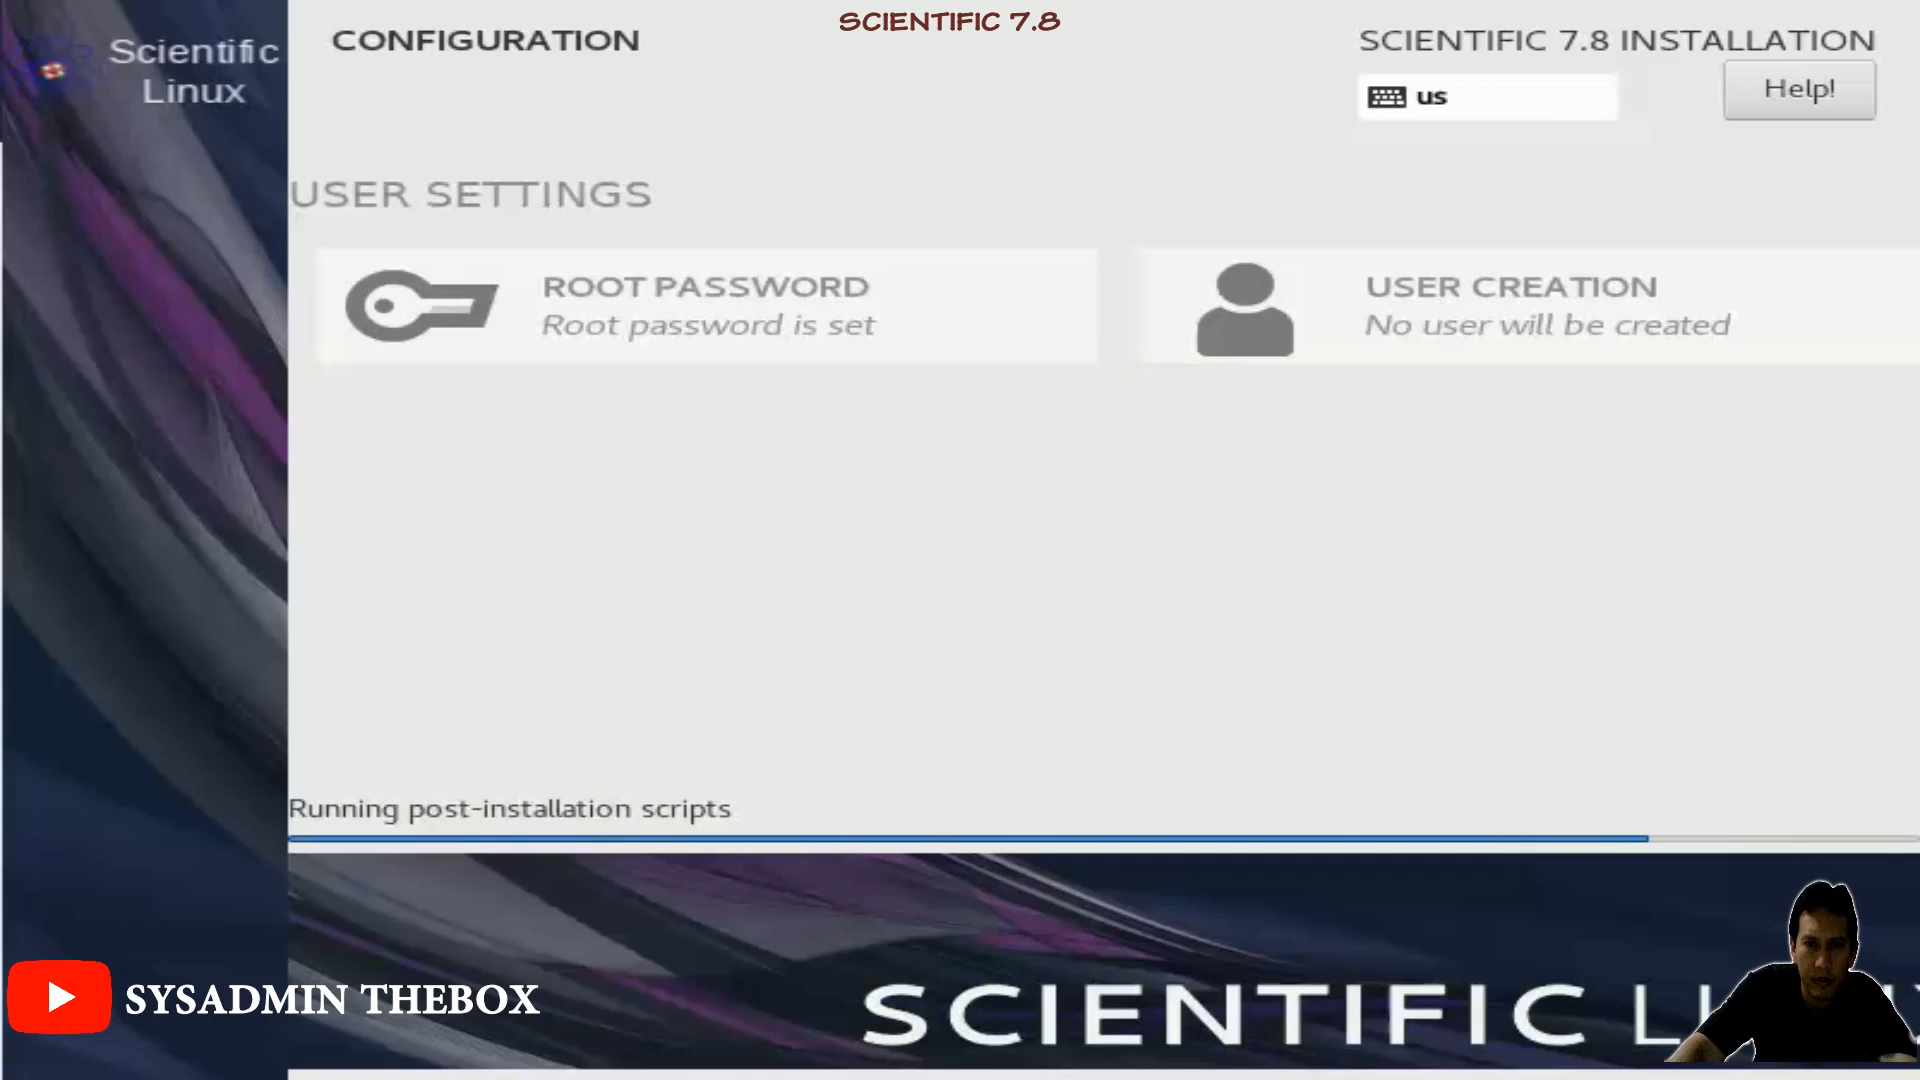 SCIENTIFIC 7.8
Scientific
Linux
CONFIGURATION
SCIENTIFIC 7.8 INSTALLATION
us
Help!
USER SETTINGS
ROOT PASSWORD
Root password is set
USER CREATION
No user will be created
Running post-installation scripts
SYSADMIN THEBOX
SCIENTIFIC